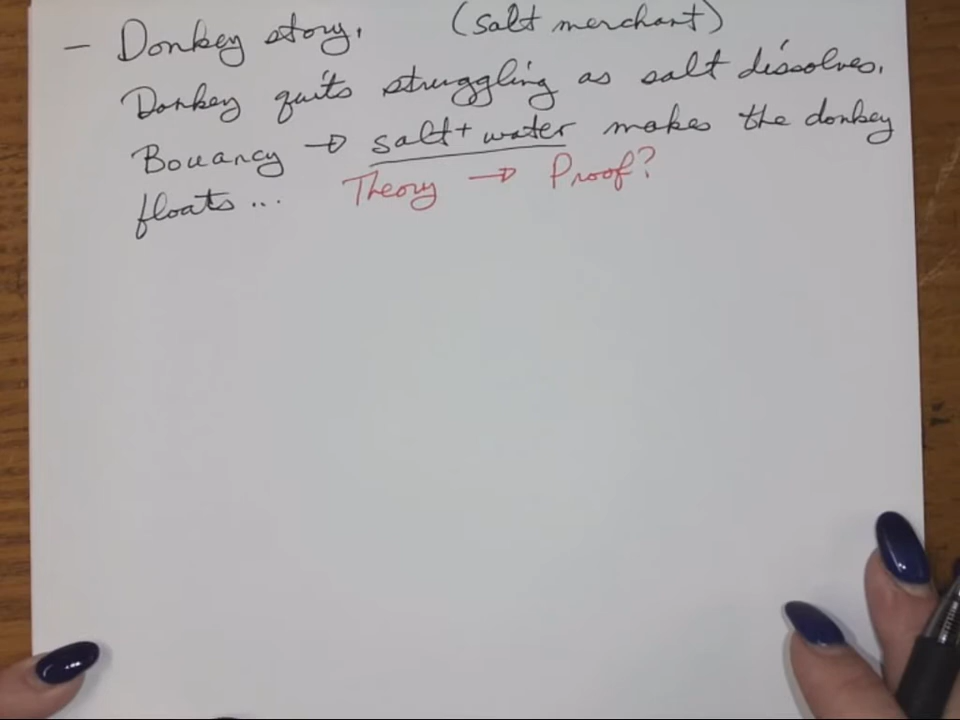 - Donkey story. (salt merchant)
Donkey quits struggling as salt dissolves.
Bouancy → salt + water makes the donkey
floats... Theory → Proof?